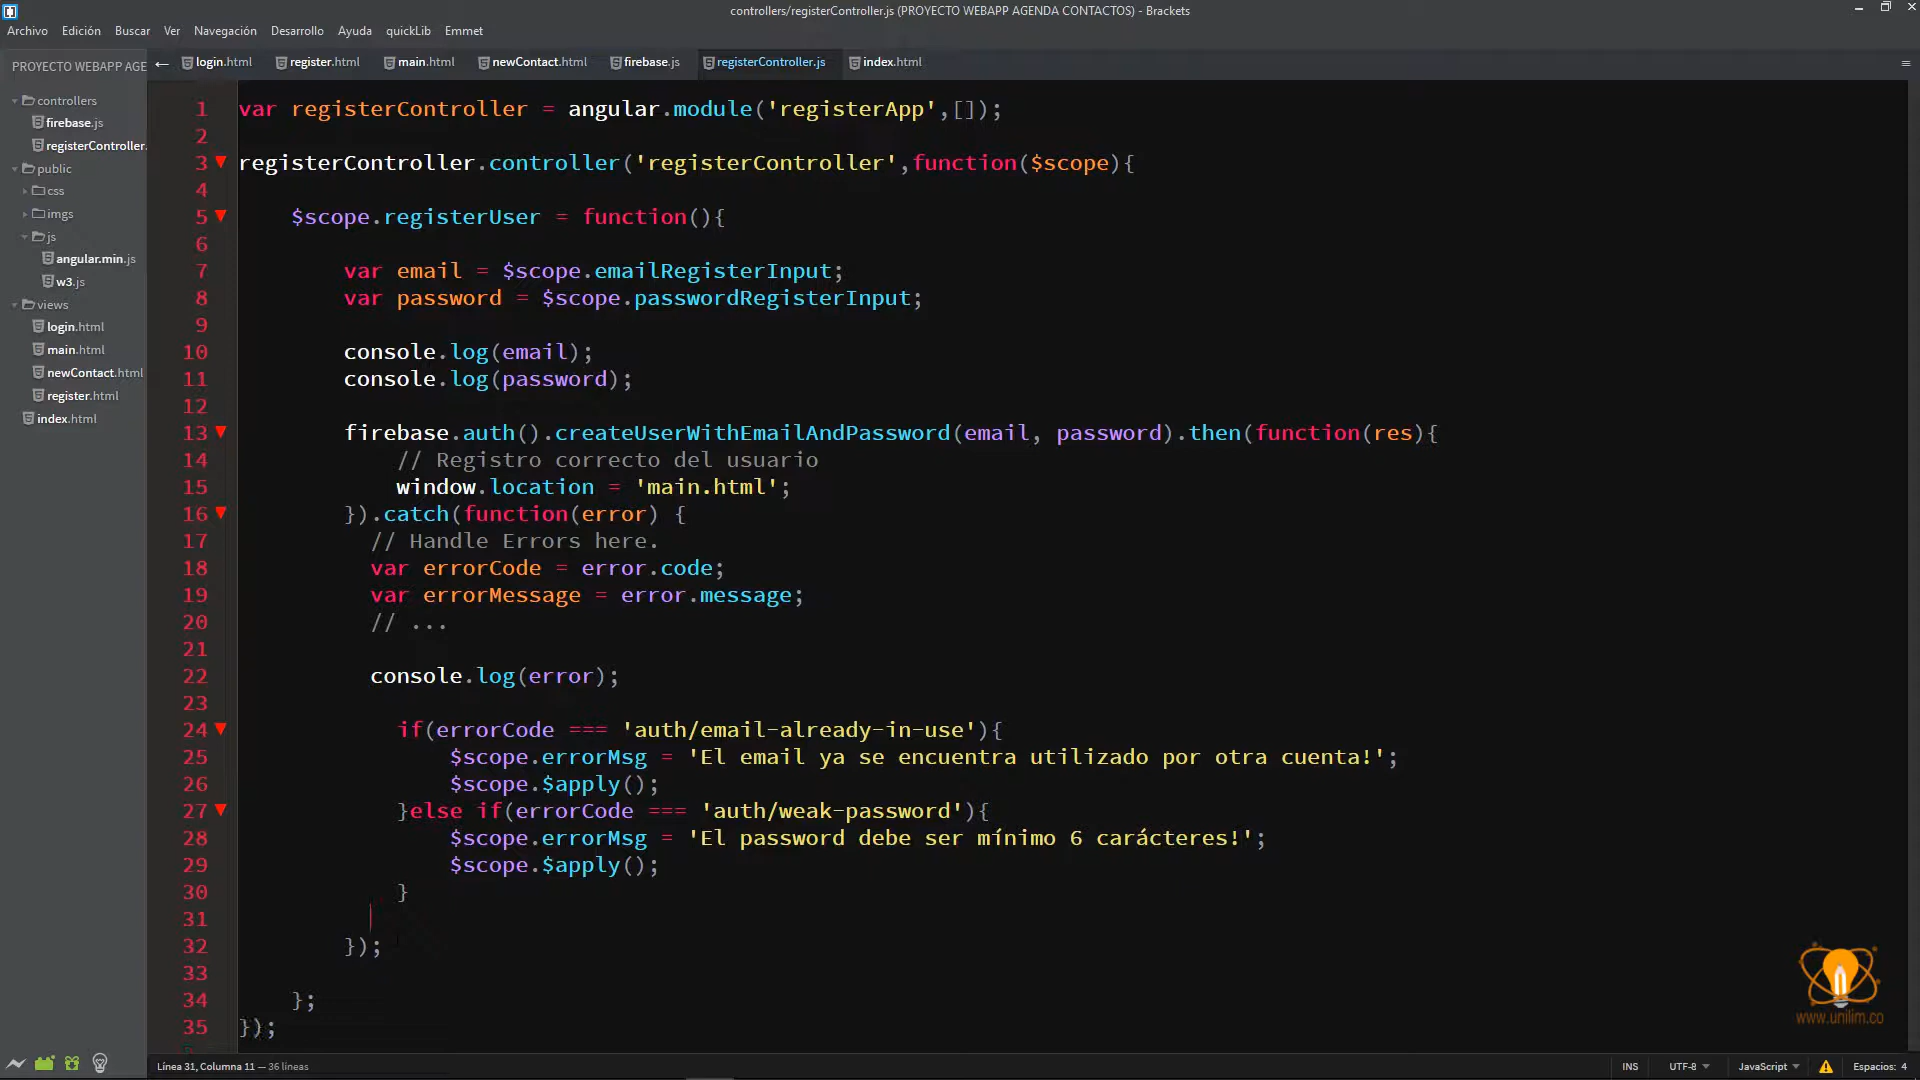 controllers/registerController.js (PROYECTO WEBAPP AGENDA CONTACTOS) - Brackets
Archivo Edición Buscar Ver Navegación Desarrollo Ayuda quickLib Emmet
PROYECTO WEBAPP AGE
login.html register.html main.html newContact.html firebase.js registerController.js index.html
controllers
firebase.js
registerController.
public
css
imgs
js
angular.min.js
w3.js
views
login.html
main.html
newContact.html
register.html
index.html
1 var registerController = angular.module('registerApp',[]);
2
3 registerController.controller('registerController',function($scope){
4
5 $scope.registerUser = function(){
6
7 var email = $scope.emailRegisterInput;
8 var password = $scope.passwordRegisterInput;
9
10 console.log(email);
11 console.log(password);
12
13 firebase.auth().createUserWithEmailAndPassword(email, password).then(function(res){
14 // Registro correcto del usuario
15 window.location = 'main.html';
16 }).catch(function(error) {
17 // Handle Errors here.
18 var errorCode = error.code;
19 var errorMessage = error.message;
20 // ...
21
22 console.log(error);
23
24 if(errorCode === 'auth/email-already-in-use'){
25 $scope.errorMsg = 'El email ya se encuentra utilizado por otra cuenta!';
26 $scope.$apply();
27 }else if(errorCode === 'auth/weak-password'){
28 $scope.errorMsg = 'El password debe ser mínimo 6 carácteres!';
29 $scope.$apply();
30 }
31
32 });
33
34 };
35 });
www.unilim.co
Línea 31, Columna 11 — 36 líneas
INS UTF-8 JavaScript Espacios: 4